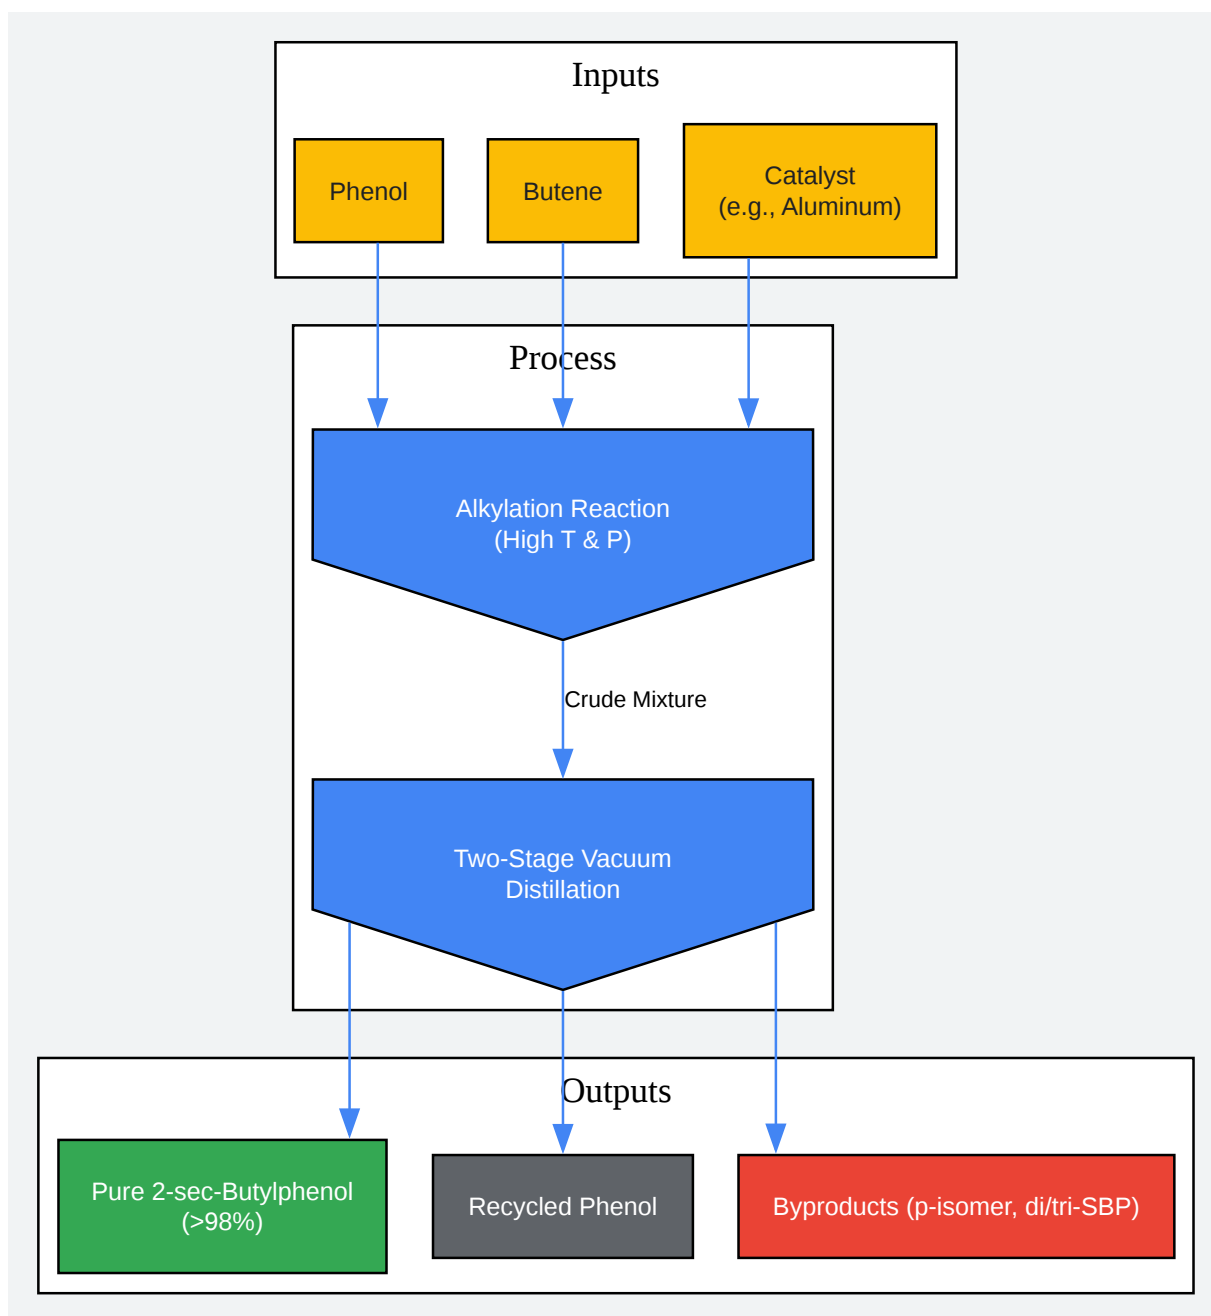 Inputs
Phenol
Butene
Catalyst
(e.g., Aluminum)
Process
Alkylation Reaction
(High T & P)
Crude Mixture
Two-Stage Vacuum
Distillation
Outputs
Pure 2-sec-Butylphenol
(>98%)
Recycled Phenol
Byproducts (p-isomer, di/tri-SBP)